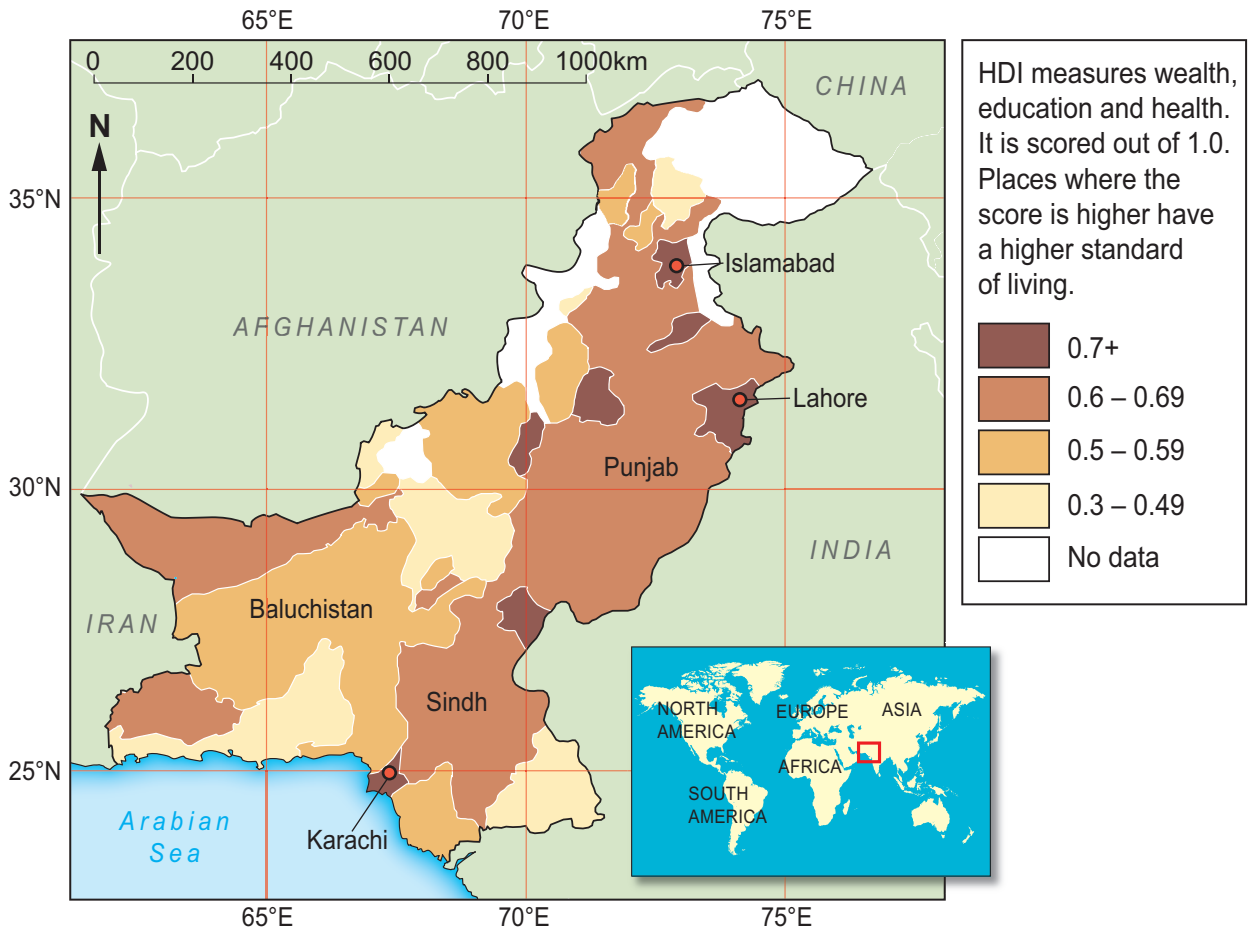 65°E
70°E
75°E
0
200
400
600
800
1000km
N
CHINA
35°N
Islamabad
AFGHANISTAN
Lahore
Punjab
30°N
INDIA
Baluchistan
IRAN
Sindh
25°N
Arabian
Sea
Karachi
65°E
70°E
75°E
HDI measures wealth,
education and health.
It is scored out of 1.0.
Places where the
score is higher have
a higher standard
of living.
0.7+
0.6 – 0.69
0.5 – 0.59
0.3 – 0.49
No data
NORTH
AMERICA
EUROPE
ASIA
AFRICA
SOUTH
AMERICA